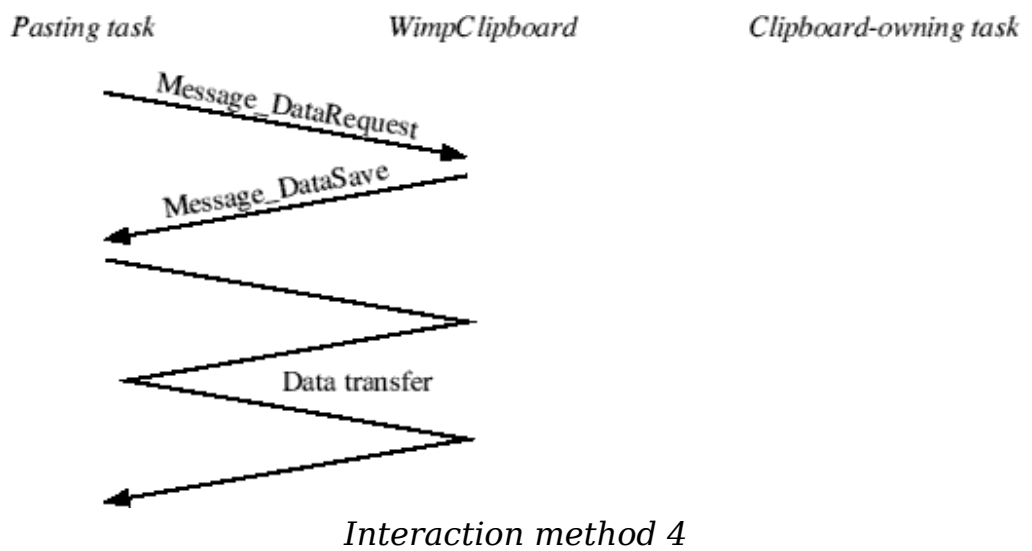 Pasting task WimpClipboard Clipboard-owning task
Message_DataRequest
Message_DataSave
Data transfer
Interaction method 4